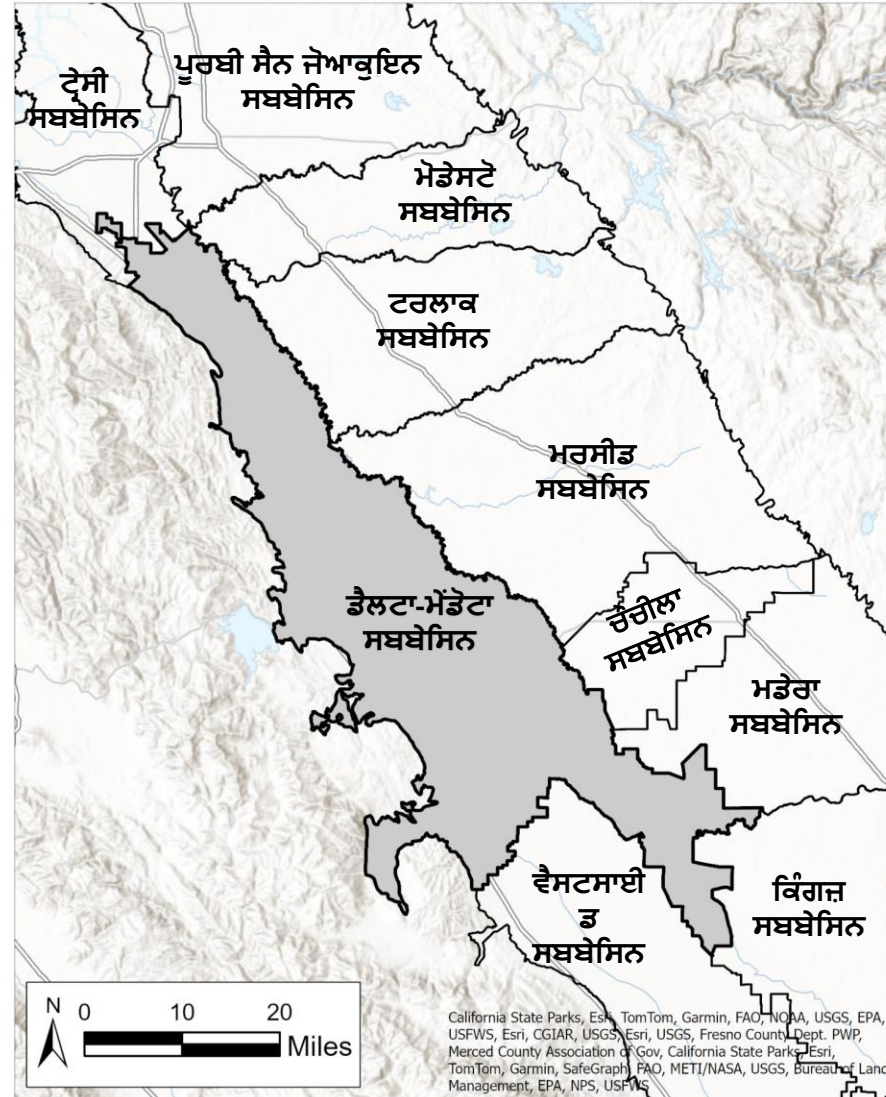 ਟ੍ਰੇਸੀ
ਸਬਬੇਸਿਨ
ਪੂਰਬੀ ਸੈਨ ਜੋਆਕੁਇਨ
ਸਬਬੇਸਿਨ
ਮੋਡੇਸਟੋ
ਸਬਬੇਸਿਨ
ਟਰਲਾਕ
ਸਬਬੇਸਿਨ
ਮਰਸੀਡ
ਸਬਬੇਸਿਨ
ਡੈਲਟਾ-ਮੇਂਡੋਟਾ
ਸਬਬੇਸਿਨ
ਚੌਚੀਲਾ
ਸਬਬੇਸਿਨ
ਮਡੇਰਾ
ਸਬਬੇਸਿਨ
ਵੈਸਟਸਾਈ
ਡ
ਸਬਬੇਸਿਨ
ਕਿੰਗਜ਼
ਸਬਬੇਸਿਨ
N
0 10 20
Miles
California State Parks, Esri, TomTom, Garmin, FAO, NOAA, USGS, EPA,
USFWS, Esri, CGIAR, USGS, Esri, USGS, Fresno County Dept. PWP,
Merced County Association of Gov, California State Parks, Esri,
TomTom, Garmin, SafeGraph, FAO, METI/NASA, USGS, Bureau of Land
Management, EPA, NPS, USFWS